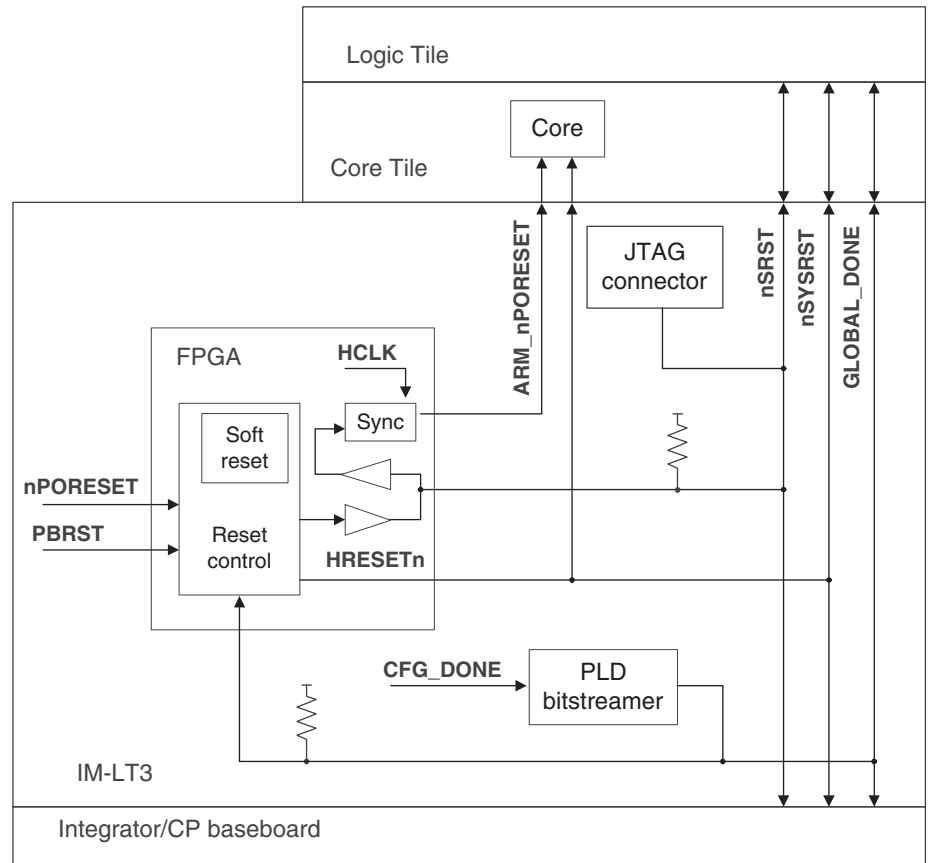 Logic Tile
Core
Core Tile
ARM_nPORESET
JTAG
connector
nSRST
nSYSRST
GLOBAL_DONE
FPGA
HCLK
Sync
Soft
reset
nPORESET
PBRST
Reset
control
HRESETn
CFG_DONE
PLD
bitstreamer
IM-LT3
Integrator/CP baseboard